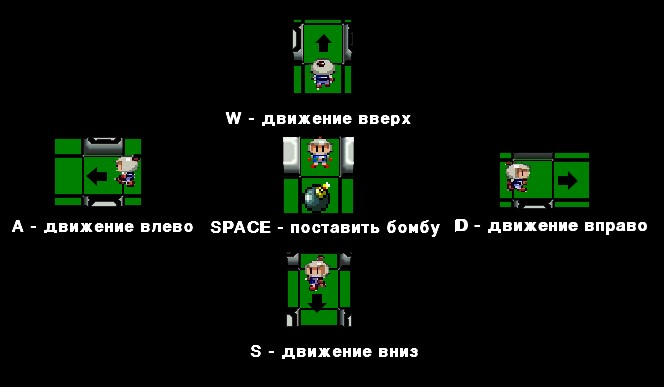 W - движение вверх
A - движение влево
SPACE - поставить бомбу
D - движение вправо
S - движение вниз